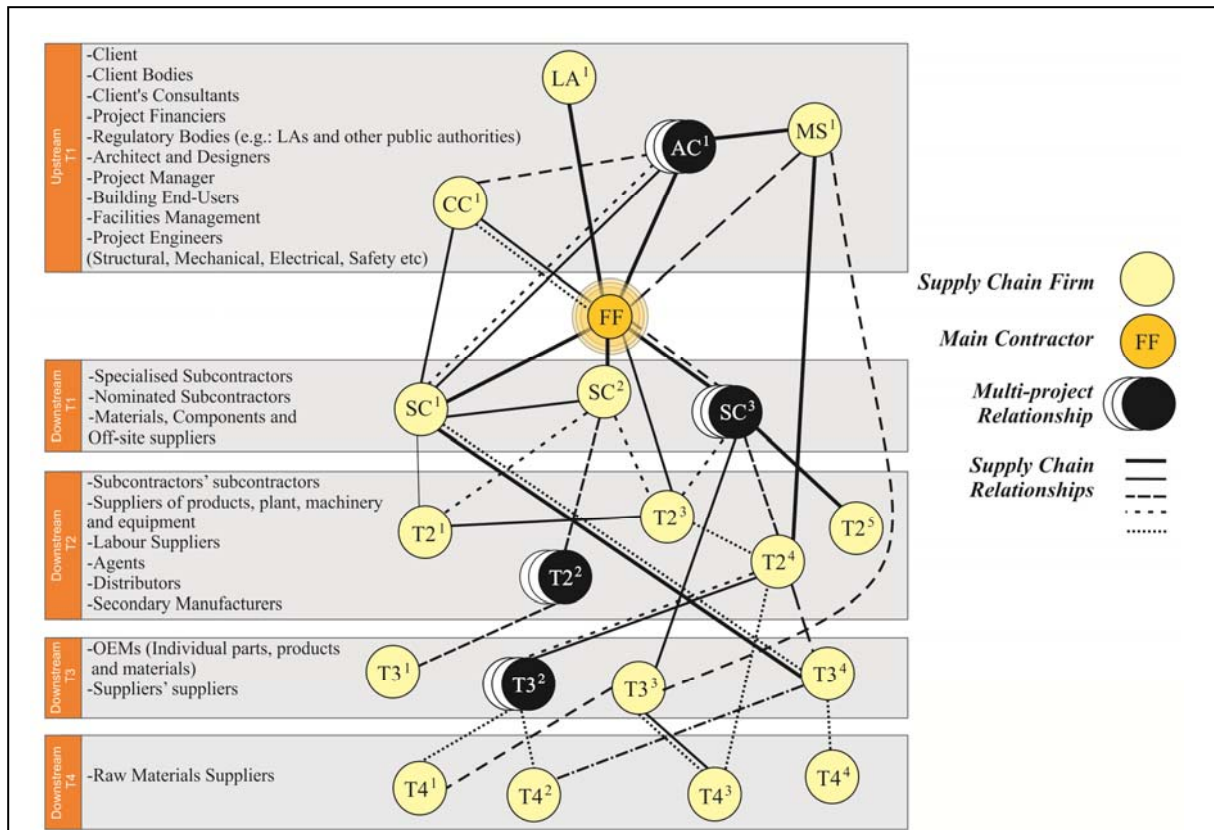 Upstream
T1
-Client
-Client Bodies
-Client's Consultants
-Project Financiers
-Regulatory Bodies (e.g.: LAs and other public authorities)
-Architect and Designers
-Project Manager
-Building End-Users
-Facilities Management
-Project Engineers
(Structural, Mechanical, Electrical, Safety etc)
LA¹
AC¹
MS¹
CC¹
FF
Supply Chain Firm
Main Contractor
FF
Multi-project
Relationship
Supply Chain
Relationships
Downstream
T1
-Specialised Subcontractors
-Nominated Subcontractors
-Materials, Components and
Off-site suppliers
SC¹
SC²
SC³
Downstream
T2
-Subcontractors' subcontractors
-Suppliers of products, plant, machinery
and equipment
-Labour Suppliers
-Agents
-Distributors
-Secondary Manufacturers
T2¹
T2²
T2³
T2⁴
T2⁵
Downstream
T3
-OEMs (Individual parts, products
and materials)
-Suppliers' suppliers
T3¹
T3²
T3³
T3⁴
Downstream
T4
-Raw Materials Suppliers
T4¹
T4²
T4³
T4⁴